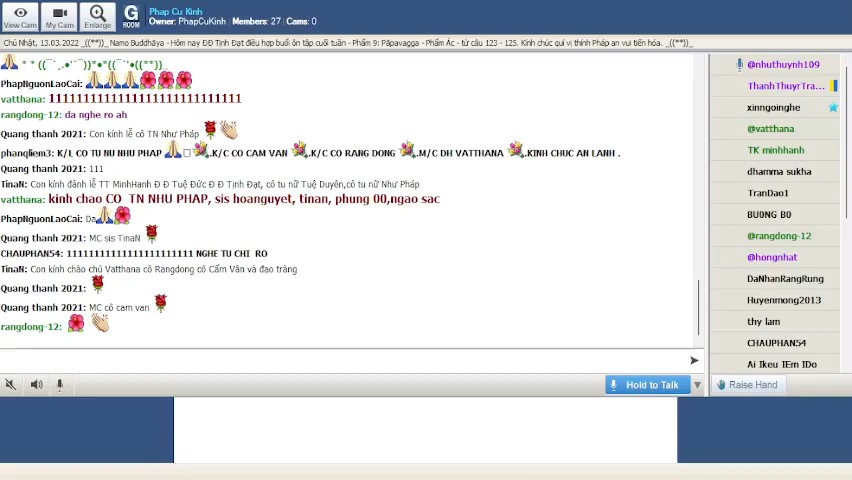 Phap Cu Kinh
Owner: PhapCuKinh Members: 27 Cams: 0
View Cam
My Cam
Enlarge
G
ROOM
Chủ Nhật, 13.03.2022 _((**)_ Namo Buddhāya - Hôm nay ĐĐ Tịnh Đạt điều hợp buổi ôn tập cuối tuần - Phẩm 9: Pāpavagga - Phẩm Ác - từ câu 123 - 125. Kính chúc quí vị thính Pháp an vui tiến hóa. _((**)_
PhapNguonLaoCai:
vatthana: 1111111111111111111111111111111
rangdong-12: da nghe ro ah
Quang thanh 2021: Con kính lễ cô TN Như Pháp
phanqliem3: K/L CO TU NU NHU PHAP .K/C CO CAM VAN .K/C CO RANG DONG .M/C DH VATTHANA .KINH CHUC AN LANH .
Quang thanh 2021: 111
TinaN: Con kính đảnh lễ TT MinhHanh Đ Đ Tuệ Đức Đ Đ Tịnh Đạt, cô tu nữ Tuệ Duyên,cô tu nữ Như Pháp
vatthana: kinh chao CO TN NHU PHAP, sis hoanguyet, tinan, phung 00,ngao sac
PhapNguonLaoCai: Da
Quang thanh 2021: MC sis TinaN
CHAUPHAN54: 11111111111111111111111 NGHE TU CHI RO
TinaN: Con kính chào chú Vatthana cô Rangdong cô Cẩm Vân và đạo tràng
Quang thanh 2021:
Quang thanh 2021: MC cô cam van
rangdong-12:
Hold to Talk
@nhuthuynh109
ThanhThuyrTra...
xinngoinghe
@vatthana
TK minhhanh
dhamma sukha
TranDao1
BUONG B0
@rangdong-12
@hongnhat
DaNhanRangRung
Huyenmong2013
thy lam
CHAUPHAN54
Ai Ikeu IEm IDo
Raise Hand